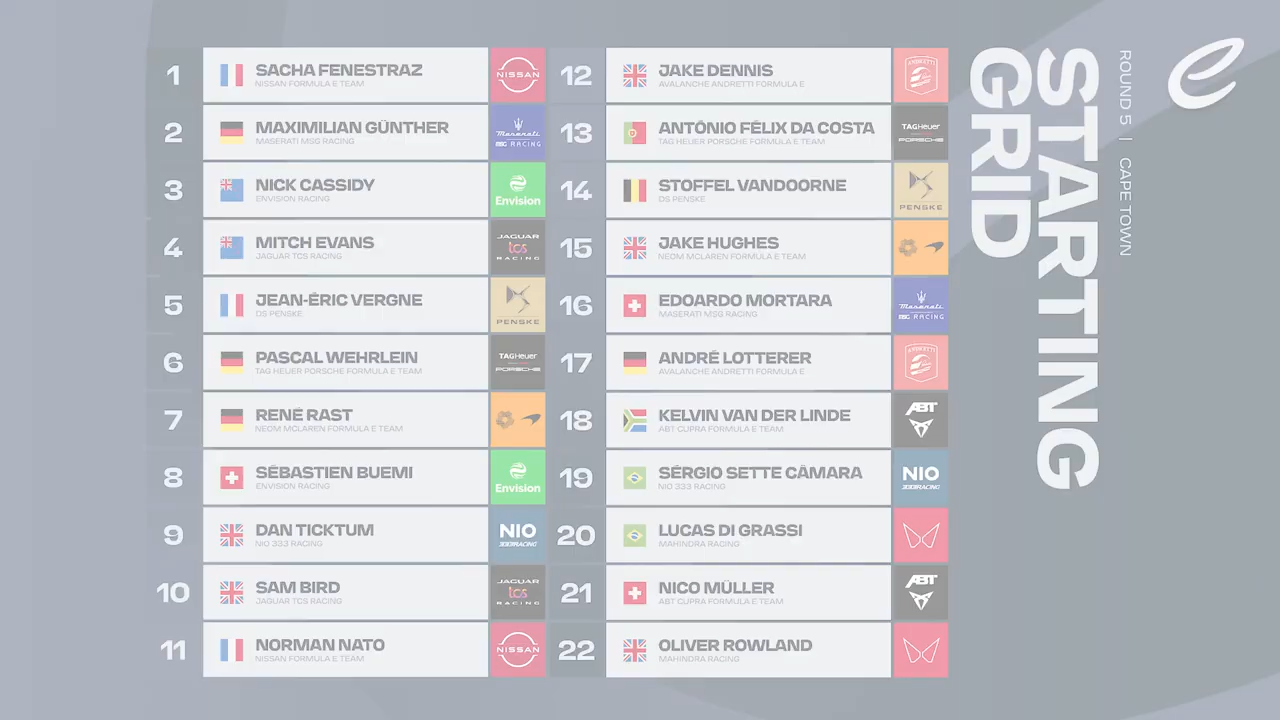 STARTING
GRID
ROUND 5 | CAPE TOWN
1
SACHA FENESTRAZ
NISSAN FORMULA E TEAM
NISSAN
2
MAXIMILIAN GÜNTHER
MASERATI MSG RACING
Maserati
MSG RACING
3
NICK CASSIDY
ENVISION RACING
Envision
4
MITCH EVANS
JAGUAR TCS RACING
JAGUAR
tcs
RACING
5
JEAN-ÉRIC VERGNE
DS PENSKE
PENSKE
6
PASCAL WEHRLEIN
TAG HEUER PORSCHE FORMULA E TEAM
TAGHeuer
PORSCHE
7
RENÉ RAST
NEOM MCLAREN FORMULA E TEAM
8
SÉBASTIEN BUEMI
ENVISION RACING
Envision
9
DAN TICKTUM
NIO 333 RACING
NIO
333RACING
10
SAM BIRD
JAGUAR TCS RACING
JAGUAR
tcs
RACING
11
NORMAN NATO
NISSAN FORMULA E TEAM
NISSAN
12
JAKE DENNIS
AVALANCHE ANDRETTI FORMULA E
ANDRETTI
13
ANTÓNIO FÉLIX DA COSTA
TAG HEUER PORSCHE FORMULA E TEAM
TAGHeuer
PORSCHE
14
STOFFEL VANDOORNE
DS PENSKE
PENSKE
15
JAKE HUGHES
NEOM MCLAREN FORMULA E TEAM
16
EDOARDO MORTARA
MASERATI MSG RACING
Maserati
MSG RACING
17
ANDRÉ LOTTERER
AVALANCHE ANDRETTI FORMULA E
ANDRETTI
18
KELVIN VAN DER LINDE
ABT CUPRA FORMULA E TEAM
ABT
19
SÉRGIO SETTE CÂMARA
NIO 333 RACING
NIO
333RACING
20
LUCAS DI GRASSI
MAHINDRA RACING
21
NICO MÜLLER
ABT CUPRA FORMULA E TEAM
ABT
22
OLIVER ROWLAND
MAHINDRA RACING